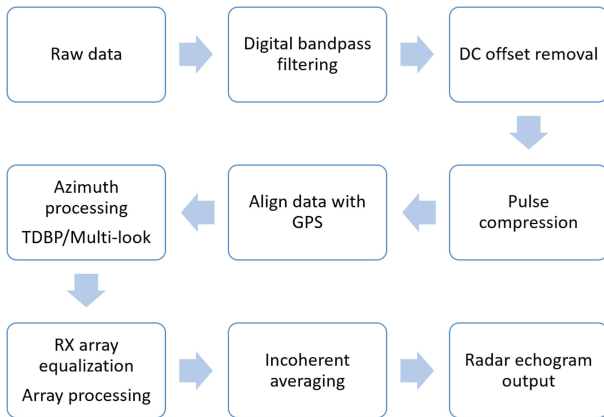 Raw data
Digital bandpass
filtering
DC offset removal
Pulse
compression
Align data with
GPS
Azimuth
processing
TDBP/Multi-look
RX array
equalization
Array processing
Incoherent
averaging
Radar echogram
output